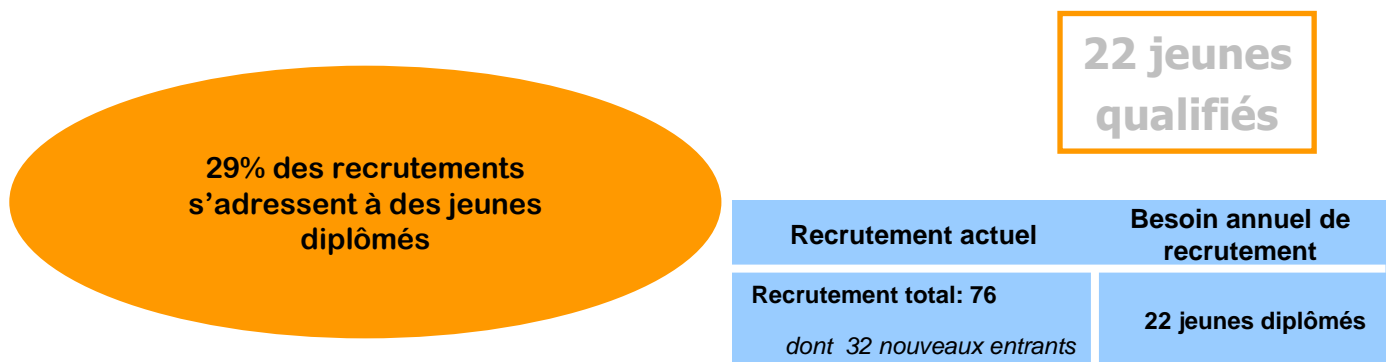 22 jeunes
qualifiés
29% des recrutements
s'adressent à des jeunes
diplômés
Recrutement actuel
Besoin annuel de
recrutement
Recrutement total: 76
dont 32 nouveaux entrants
22 jeunes diplômés